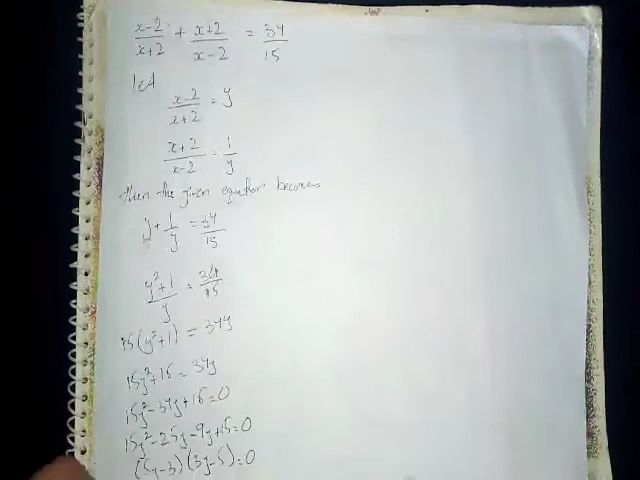 (x-2)/(x+2) + (x+2)/(x-2) = 34/15
let
(x-2)/(x+2) = y
(x+2)/(x-2) = 1/y
then the given equation becomes
y + 1/y = 34/15
(y²+1)/y = 34/15
15(y²+1) = 34y
15y²+15 = 34y
15y²-34y+15=0
15y²-25y-9y+15=0
(5y-3)(3y-5)=0